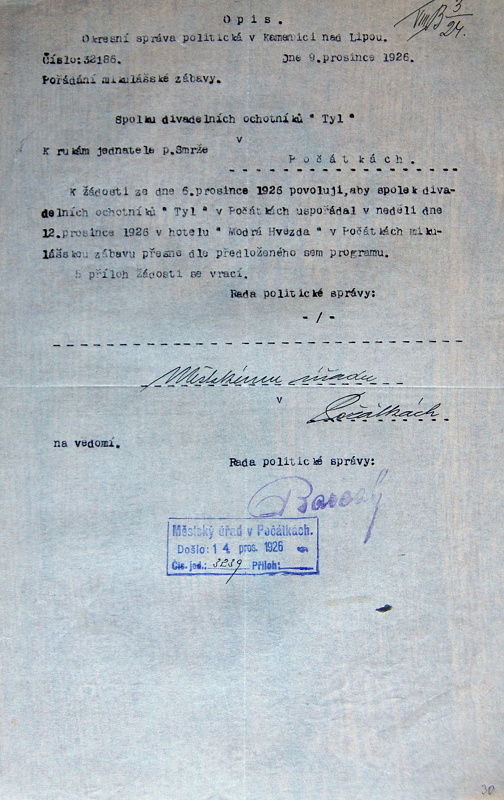 O p i s .
Okresní správa politická v Kamenici nad Lipou.
Číslo:32186. Dne 9.prosince 1926.
Pořádání mikulášské zábavy.
Spolku divadelních ochotníků " Tyl "
v
K rukám jednatele p.Smrže
P o č á t k á c h .
K žádosti ze dne 6.prosince 1926 povoluji,aby spolek diva-
delních ochotníků " Tyl " v Počátkách uspořádal v neděli dne
12.prosince 1926 v hotelu " Modrá Hvezda " v Počátkách miku-
lášskou zábavu přesne dle předloženého sem programu.
5 příloh žádosti se vrací.
Rada politické správy:
- / -
Městskému úřadu
v
Počátkách
na vedomí.
Rada politické správy:
Městský úřad v Počátkách.
Došlo: 14 pros. 1926
Čís. jed.: 3239 Příloh:
30